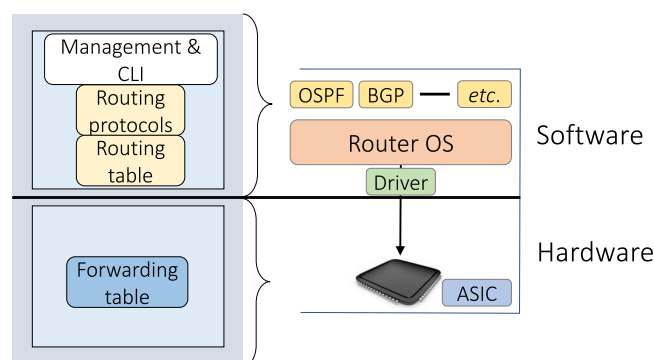 Management &
CLI
Routing
protocols
Routing
table
Forwarding
table
OSPF
BGP
etc.
Router OS
Driver
ASIC
Software
Hardware